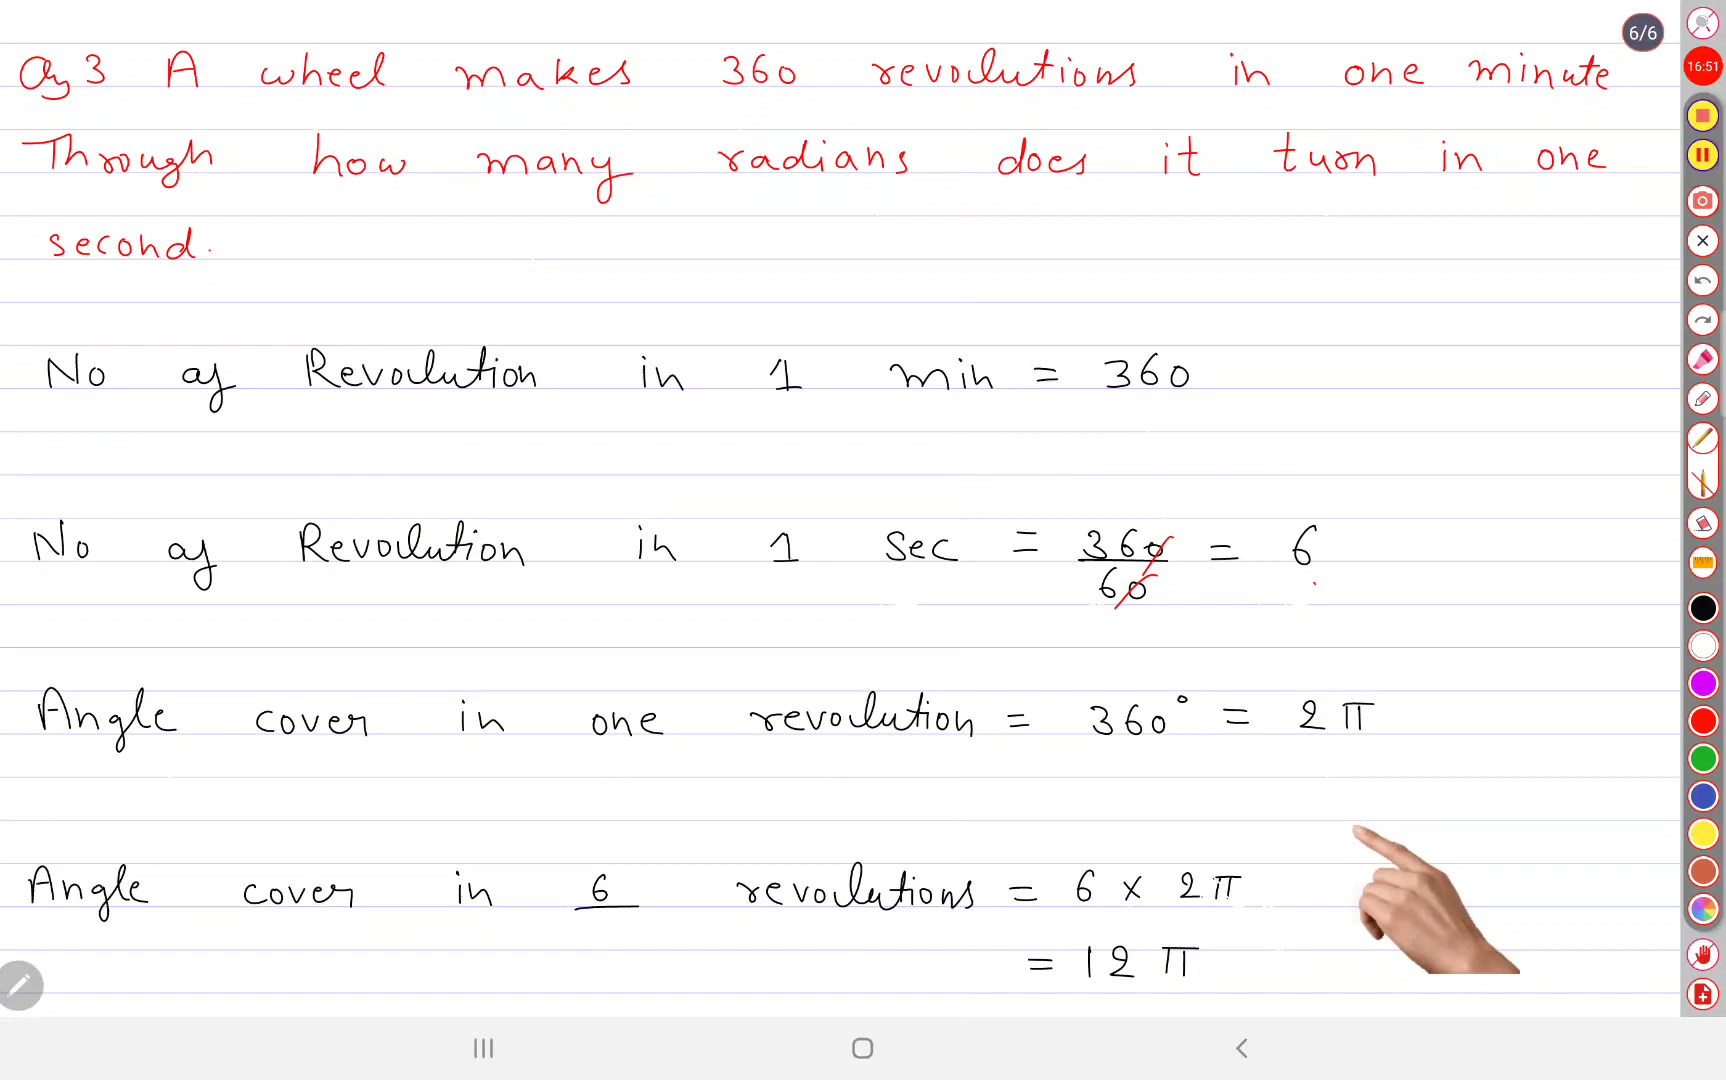 6/6
16:51
Q3 A wheel makes 360 revolutions in one minute
Through how many radians does it turn in one
second.
No of Revolution in 1 min = 360
No of Revolution in 1 sec = 360/60 = 6
Angle cover in one revolution = 360° = 2π
Angle cover in 6 revolutions = 6 × 2π
= 12 π